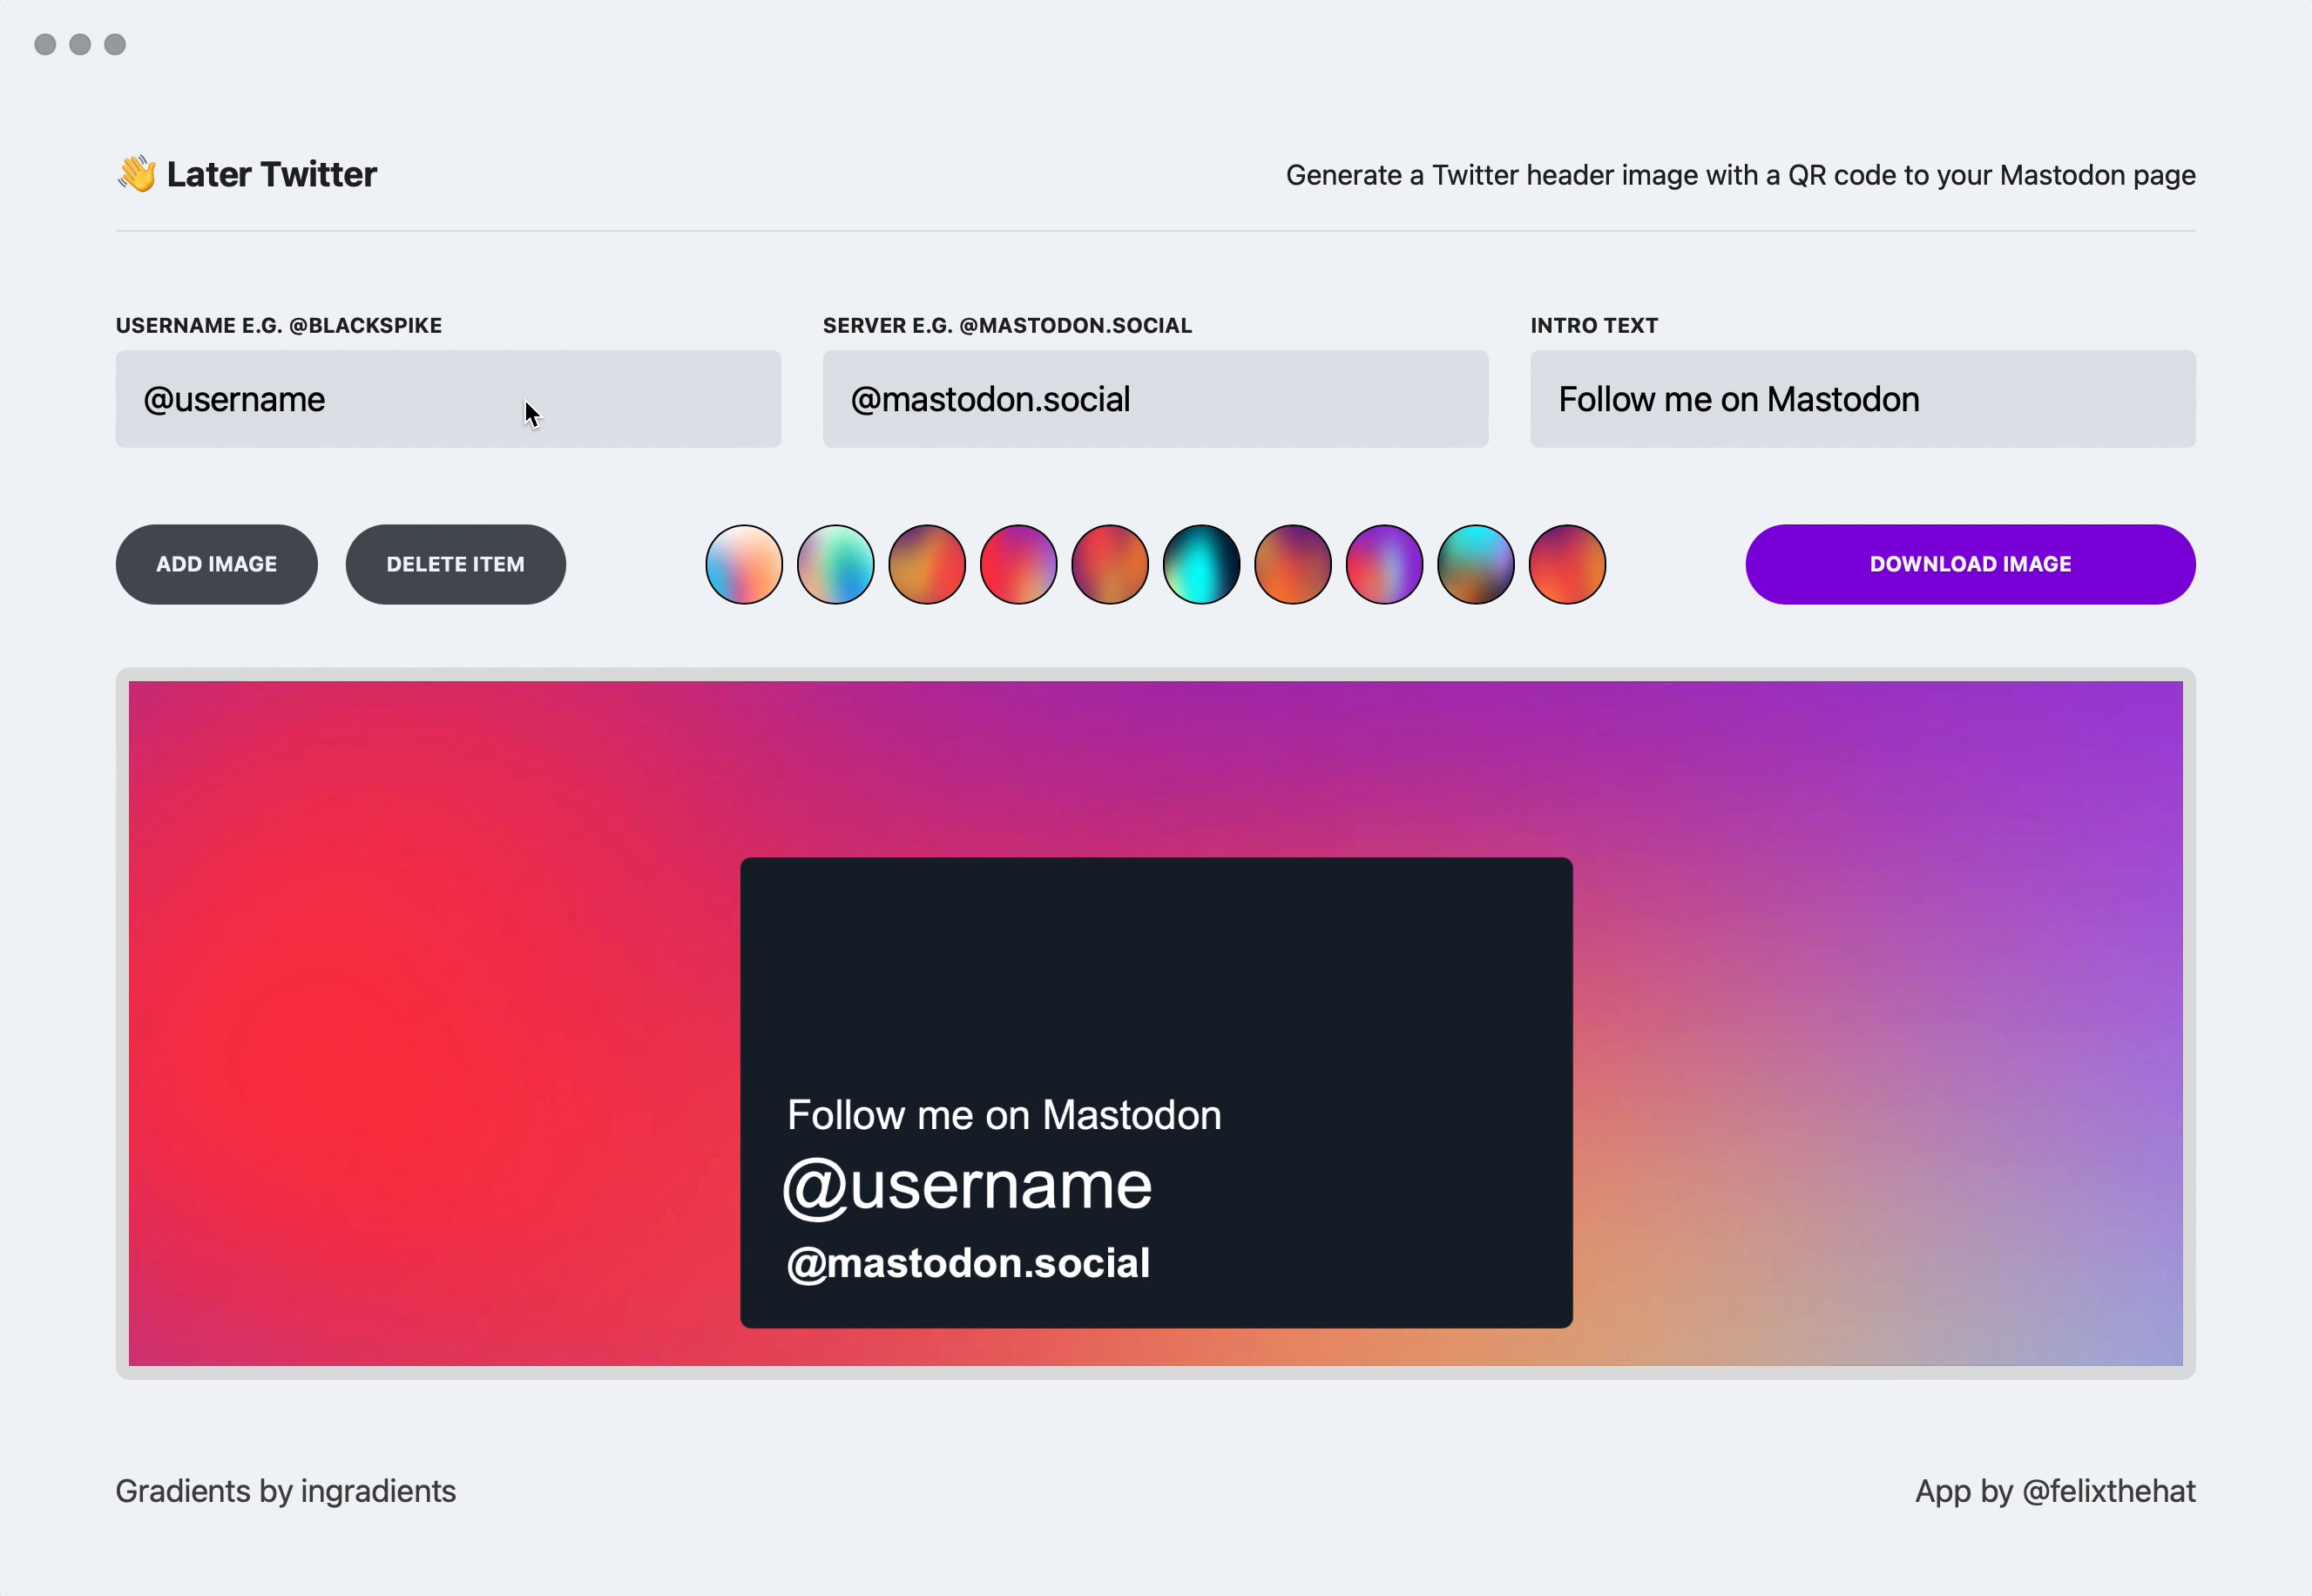 👋 Later Twitter
Generate a Twitter header image with a QR code to your Mastodon page
USERNAME E.G. @BLACKSPIKE
SERVER E.G. @MASTODON.SOCIAL
INTRO TEXT
@username
@mastodon.social
Follow me on Mastodon
ADD IMAGE
DELETE ITEM
DOWNLOAD IMAGE
Follow me on Mastodon
@username
@mastodon.social
Gradients by ingradients
App by @felixthehat